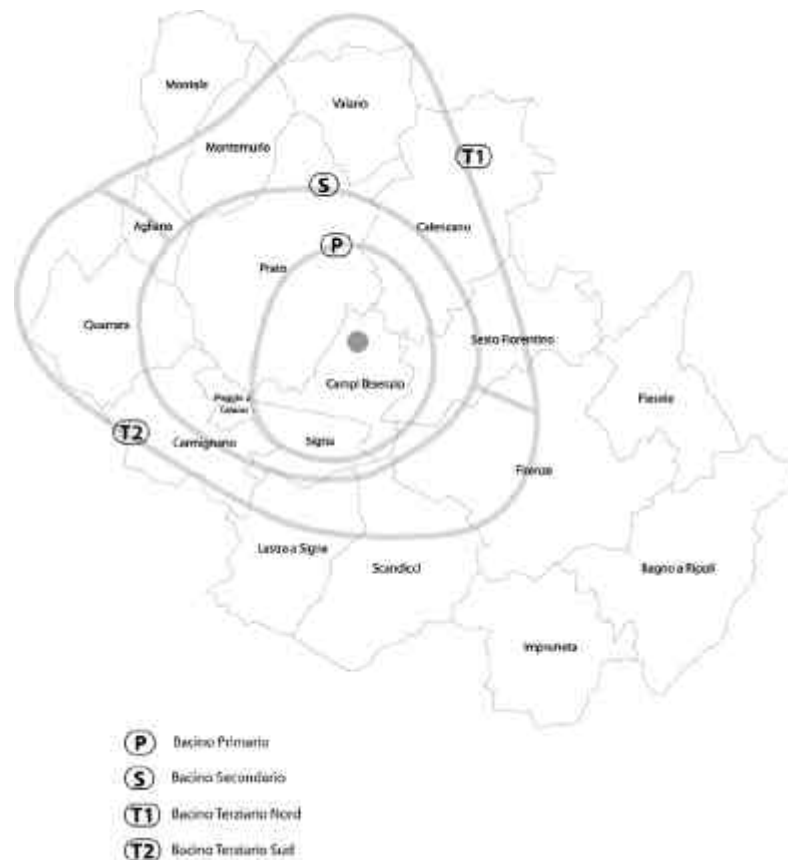 Montale
Vaiano
Montemurlo
T1
S
Agliana
Calenzano
P
Prato
Quarrata
Sesto Fiorentino
Campi Bisenzio
Poggio a
Caiano
Fiesole
T2
Carmignano
Signa
Firenze
Lastra a Signa
Scandicci
Bagno a Ripoli
Impruneta
P Bacino Primario
S Bacino Secondario
T1 Bacino Terziario Nord
T2 Bacino Terziario Sud